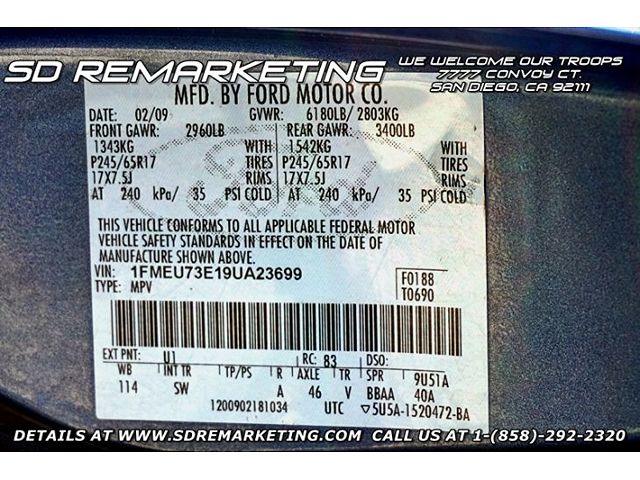 SD REMARKETING
WE WELCOME OUR TROOPS
7777 CONVOY CT.
SAN DIEGO, CA 92111
MFD. BY FORD MOTOR CO.
DATE: 02/09 GVWR: 6180LB/ 2803KG
FRONT GAWR: 2960LB REAR GAWR: 3400LB
1343KG WITH 1542KG WITH
P245/65R17 TIRES P245/65R17 TIRES
17X7.5J RIMS 17X7.5J RIMS
AT 240 kPa/ 35 PSI COLD AT 240 kPa/ 35 PSI COLD
THIS VEHICLE CONFORMS TO ALL APPLICABLE FEDERAL MOTOR
VEHICLE SAFETY STANDARDS IN EFFECT ON THE DATE OF
MANUFACTURE SHOWN ABOVE.
VIN: 1FMEU73E19UA23699 F0188
TYPE: MPV T0690
EXT PNT: U1 RC: 83 DSO:
WB INT TR TP/PS R AXLE TR SPR 9U51A
114 SW A 46 V BBAA 40A
1200902181034 UTC ▽5U5A-1520472-BA
DETAILS AT WWW.SDREMARKETING.COM CALL US AT 1-(858)-292-2320